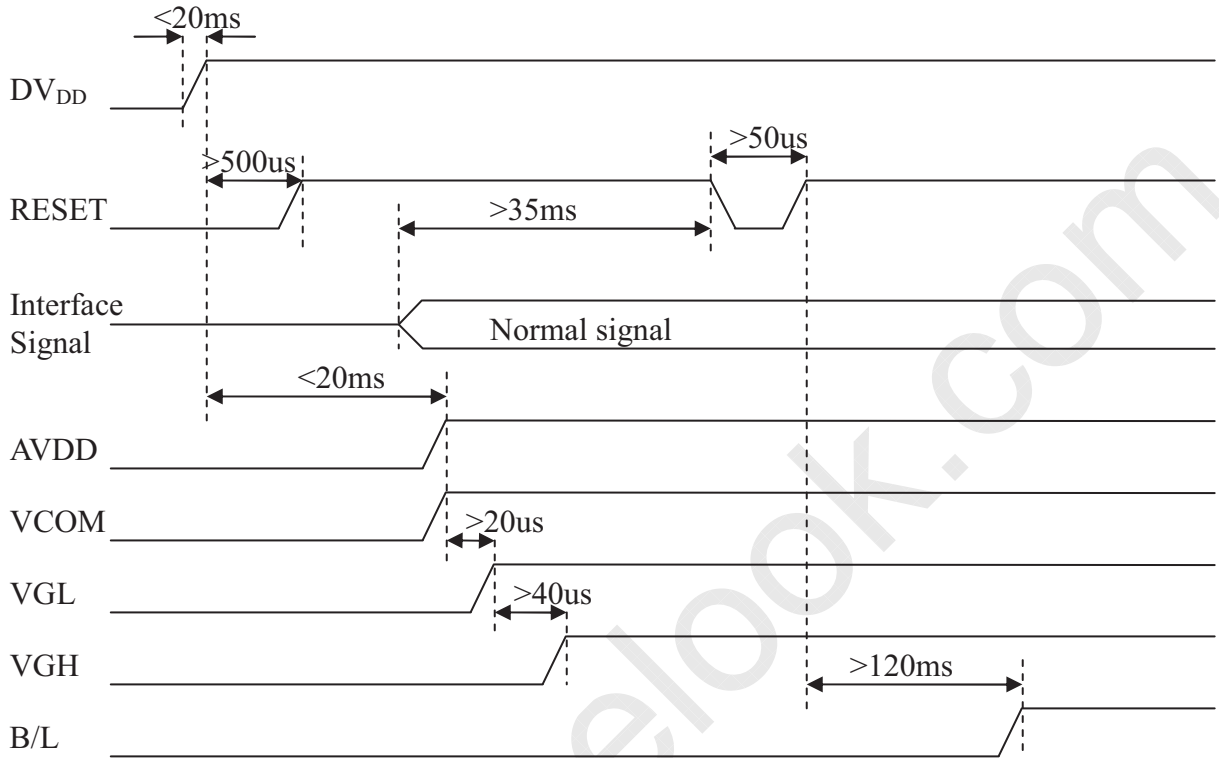 <20ms
DVDD
>500us
>50us
RESET
>35ms
Interface
Signal
Normal signal
<20ms
AVDD
VCOM
>20us
VGL
>40us
VGH
>120ms
B/L
elook.com